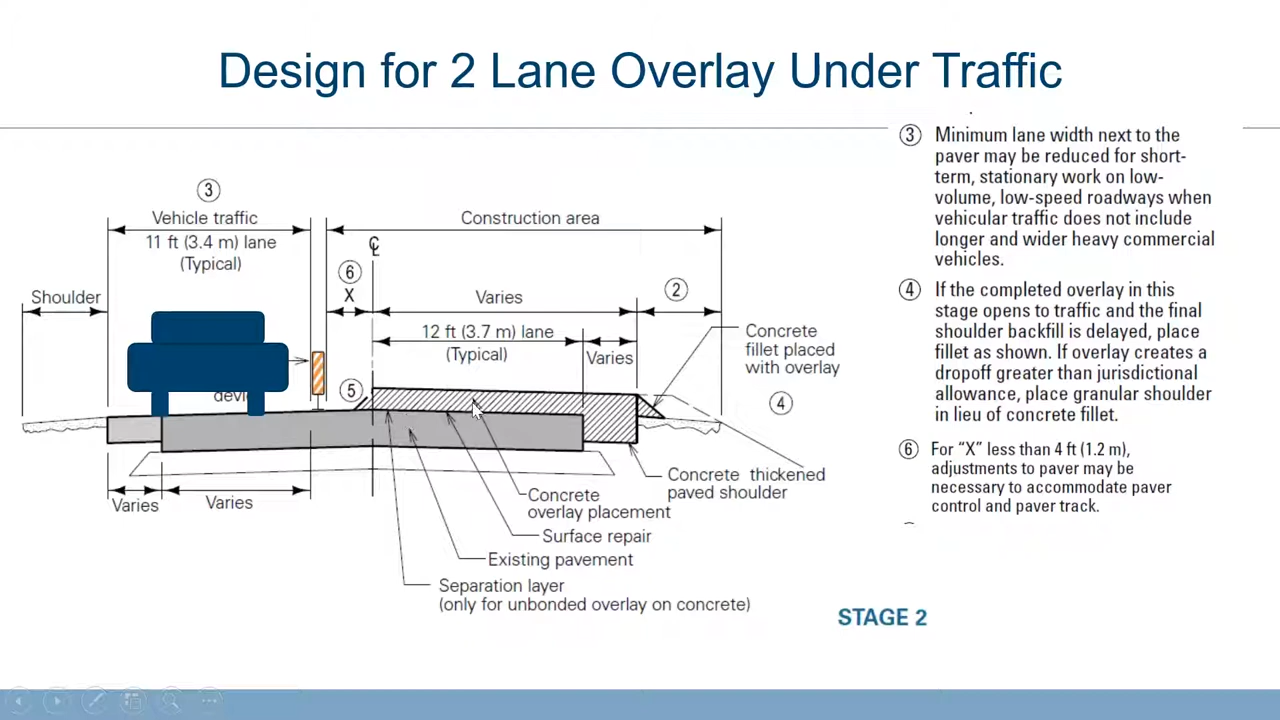 Design for 2 Lane Overlay Under Traffic
3
Vehicle traffic
11 ft (3.4 m) lane
(Typical)
Construction area
℄
6
X
Shoulder
Varies
2
12 ft (3.7 m) lane
(Typical)
Varies
Concrete
fillet placed
with overlay
5
4
Varies
Varies
Concrete thickened
paved shoulder
Concrete
overlay placement
Surface repair
Existing pavement
Separation layer
(only for unbonded overlay on concrete)
3 Minimum lane width next to the
paver may be reduced for short-
term, stationary work on low-
volume, low-speed roadways when
vehicular traffic does not include
longer and wider heavy commercial
vehicles.
4 If the completed overlay in this
stage opens to traffic and the final
shoulder backfill is delayed, place
fillet as shown. If overlay creates a
dropoff greater than jurisdictional
allowance, place granular shoulder
in lieu of concrete fillet.
6 For “X” less than 4 ft (1.2 m),
adjustments to paver may be
necessary to accommodate paver
control and paver track.
STAGE 2